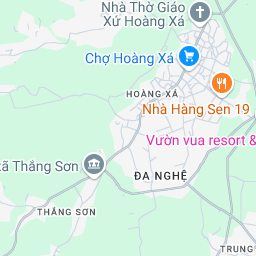 Nhà Thờ Giáo
Xứ Hoàng Xá
Chợ Hoàng Xá
HOÀNG XÁ
Nhà Hàng Sen 19
Vườn vua resort &
xã Thắng Sơn
ĐA NGHỆ
THẮNG SƠN
TRUNG